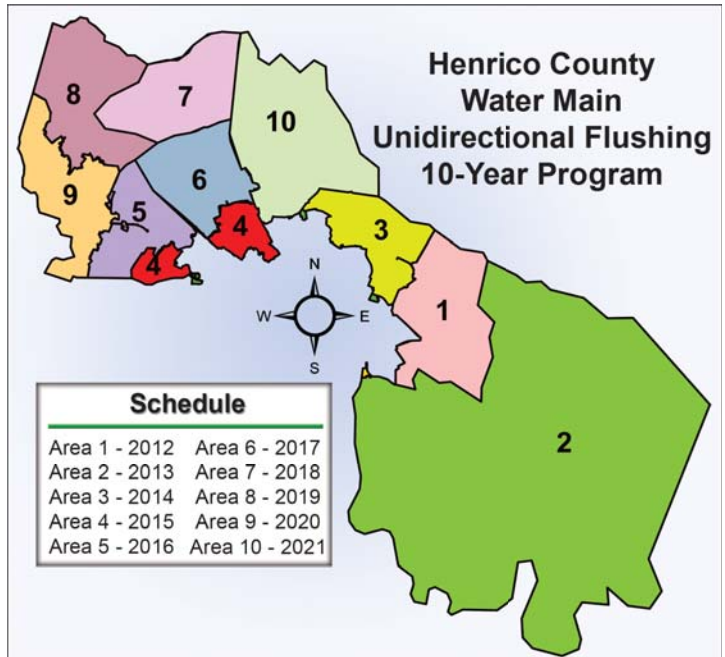 Henrico County
Water Main
Unidirectional Flushing
10-Year Program
8
7
10
9
6
5
4
4
3
1
2
N
W
E
S
Schedule
Area 1 - 2012 Area 6 - 2017
Area 2 - 2013 Area 7 - 2018
Area 3 - 2014 Area 8 - 2019
Area 4 - 2015 Area 9 - 2020
Area 5 - 2016 Area 10 - 2021